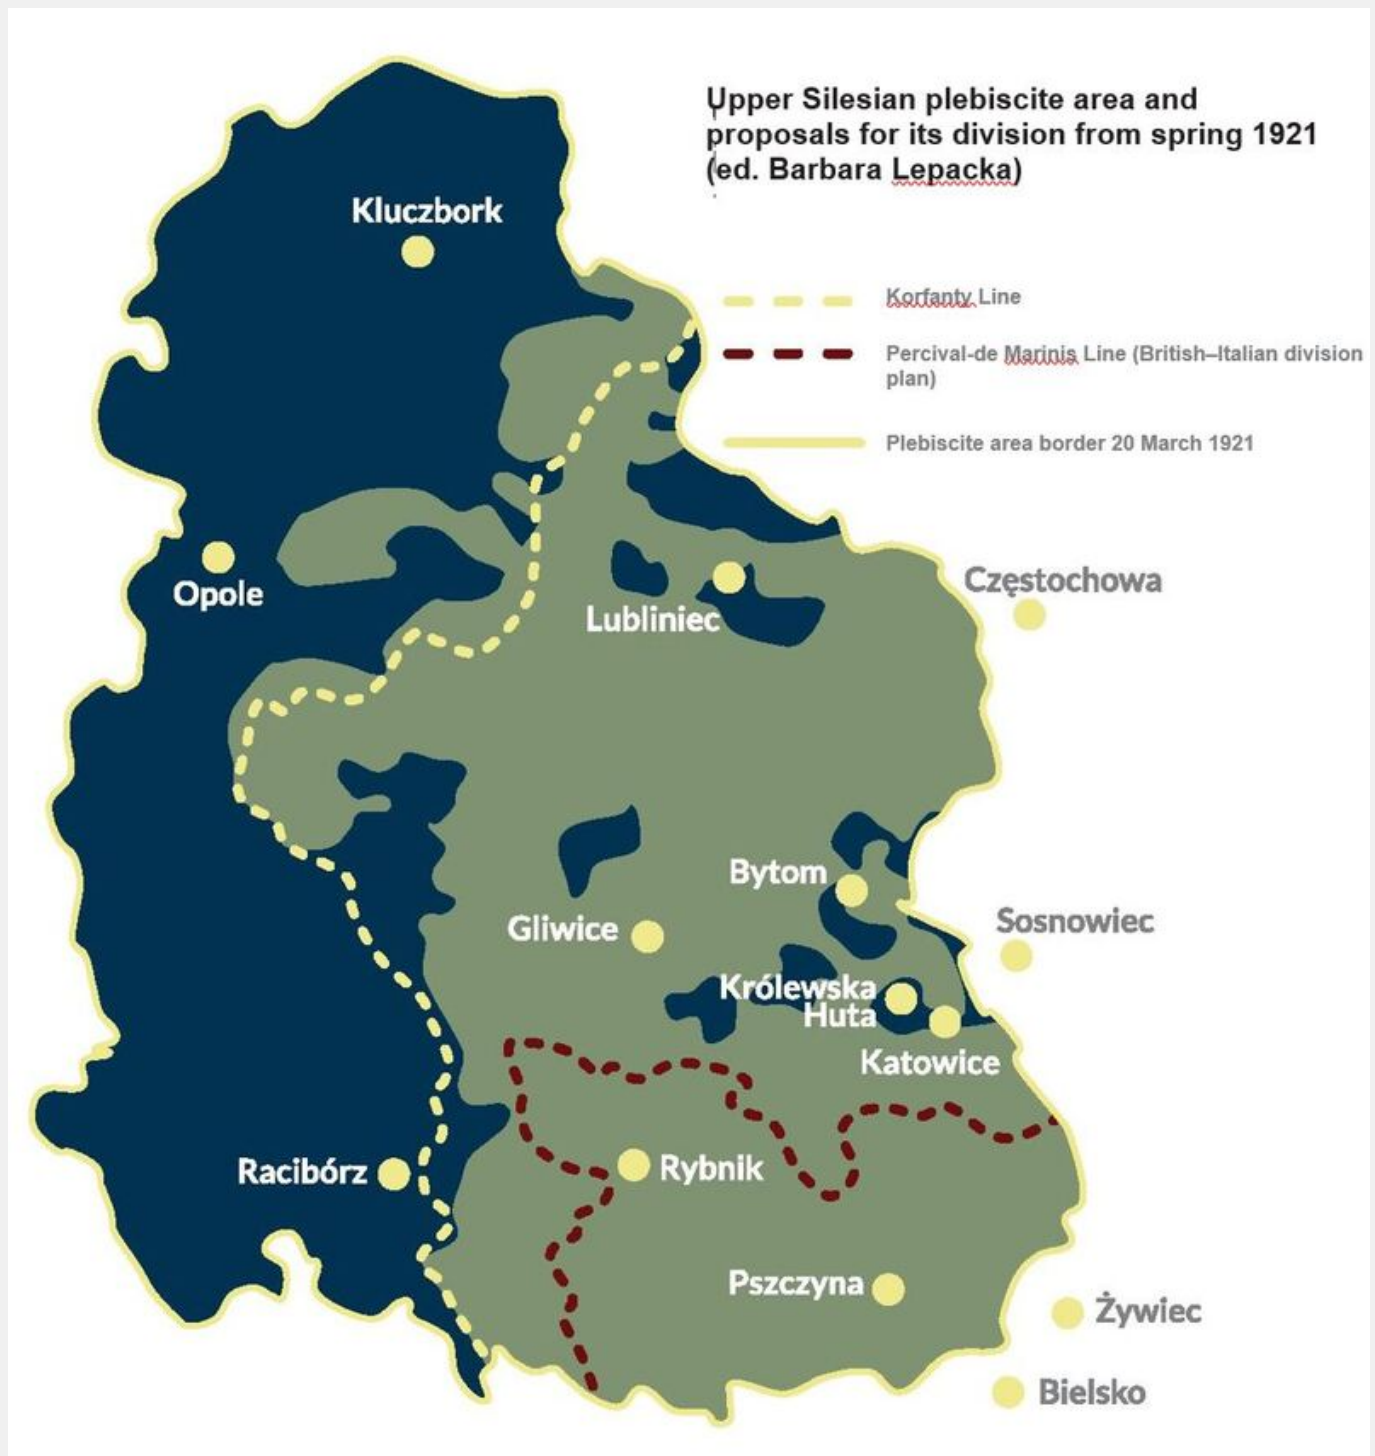 Upper Silesian plebiscite area and
proposals for its division from spring 1921
(ed. Barbara Lepacka)
Kluczbork
Korfanty Line
Percival-de Marinis Line (British–Italian division
plan)
Plebiscite area border 20 March 1921
Opole
Częstochowa
Lubliniec
Bytom
Gliwice
Sosnowiec
Królewska
Huta
Katowice
Racibórz
Rybnik
Pszczyna
Żywiec
Bielsko